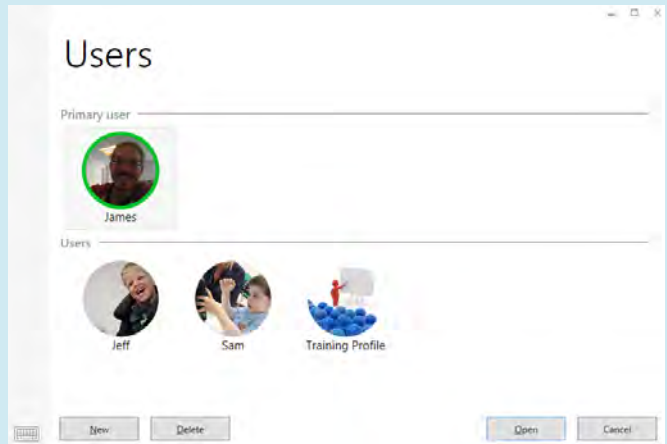 Users
Primary user
James
Users
Jeff Sam Training Profile
New Delete Open Cancel